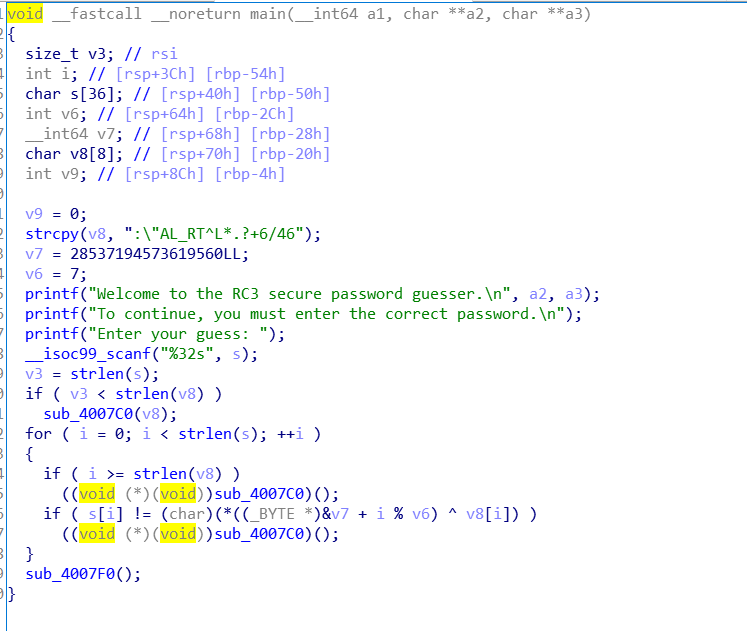 void __fastcall __noreturn main(__int64 a1, char **a2, char **a3)
{
  size_t v3; // rsi
  int i; // [rsp+3Ch] [rbp-54h]
  char s[36]; // [rsp+40h] [rbp-50h]
  int v6; // [rsp+64h] [rbp-2Ch]
  __int64 v7; // [rsp+68h] [rbp-28h]
  char v8[8]; // [rsp+70h] [rbp-20h]
  int v9; // [rsp+8Ch] [rbp-4h]

  v9 = 0;
  strcpy(v8, ":\"AL_RT^L*.?+6/46");
  v7 = 28537194573619560LL;
  v6 = 7;
  printf("Welcome to the RC3 secure password guesser.\n", a2, a3);
  printf("To continue, you must enter the correct password.\n");
  printf("Enter your guess: ");
  __isoc99_scanf("%32s", s);
  v3 = strlen(s);
  if ( v3 < strlen(v8) )
    sub_4007C0(v8);
  for ( i = 0; i < strlen(s); ++i )
  {
    if ( i >= strlen(v8) )
      ((void (*)(void))sub_4007C0)();
    if ( s[i] != (char)(*((_BYTE *)&v7 + i % v6) ^ v8[i]) )
      ((void (*)(void))sub_4007C0)();
  }
  sub_4007F0();
}